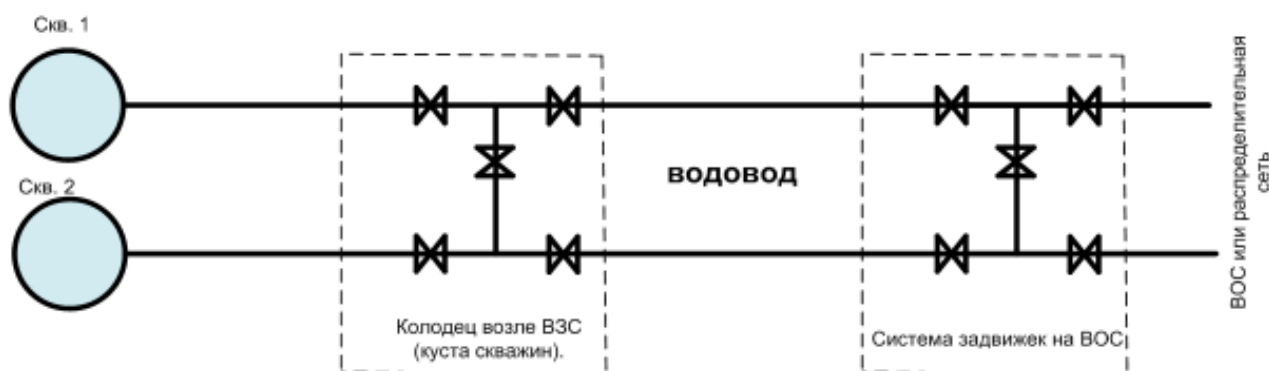 Скв. 1
Скв. 2
водовод
Колодец возле ВЗС
(куста скважин).
Система задвижек на ВОС
ВОС или распределительная
сеть